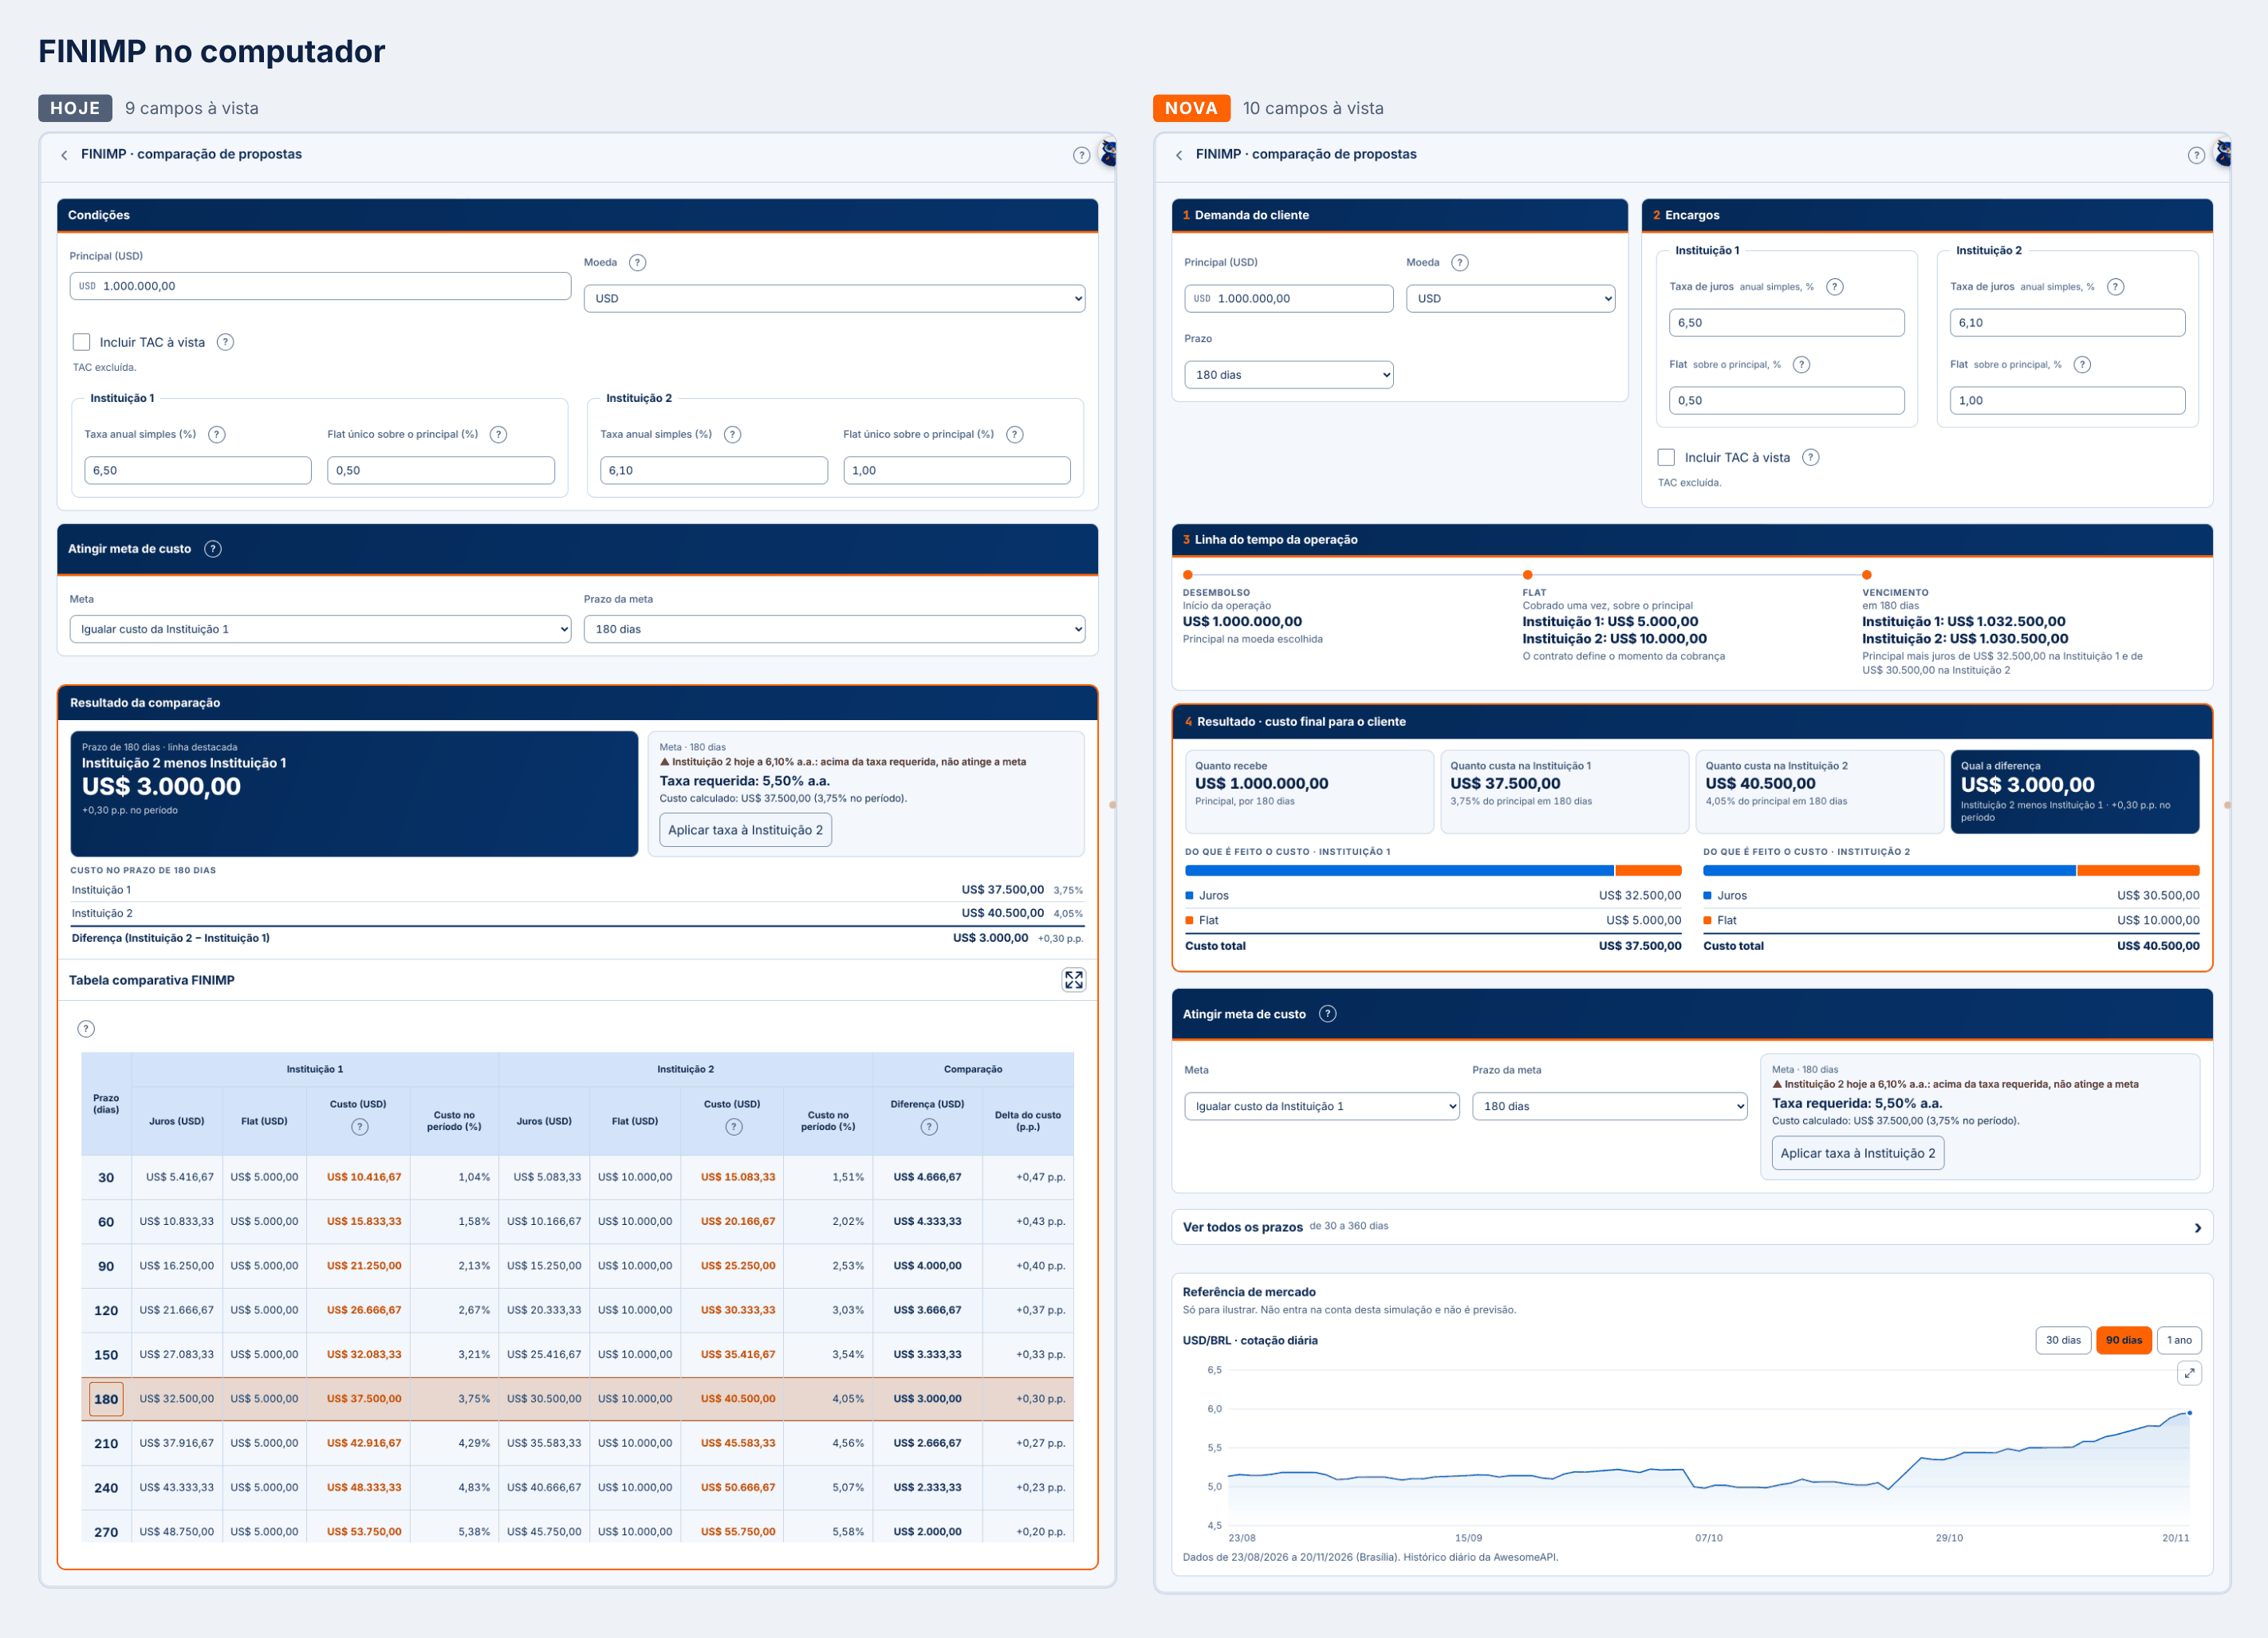 FINIMP no computador
HOJE 9 campos à vista
FINIMP · comparação de propostas ?
Condições
Principal (USD)
USD 1.000.000,00
Moeda ?
USD
Incluir TAC à vista ?
TAC excluída.
Instituição 1
Taxa anual simples (%) ? Flat único sobre o principal (%) ?
6,50 0,50
Instituição 2
Taxa anual simples (%) ? Flat único sobre o principal (%) ?
6,10 1,00
Atingir meta de custo ?
Meta Prazo da meta
Igualar custo da Instituição 1 180 dias
Resultado da comparação
Prazo de 180 dias · linha destacada
Instituição 2 menos Instituição 1
US$ 3.000,00
+0,30 p.p. no período
Meta · 180 dias
▲ Instituição 2 hoje a 6,10% a.a.: acima da taxa requerida, não atinge a meta
Taxa requerida: 5,50% a.a.
Custo calculado: US$ 37.500,00 (3,75% no período).
Aplicar taxa à Instituição 2
CUSTO NO PRAZO DE 180 DIAS
Instituição 1 US$ 37.500,00 3,75%
Instituição 2 US$ 40.500,00 4,05%
Diferença (Instituição 2 − Instituição 1) US$ 3.000,00 +0,30 p.p.
Tabela comparativa FINIMP
?
Prazo (dias) Instituição 1 Instituição 2 Comparação
Juros (USD) Flat (USD) Custo (USD) ? Custo no período (%) Juros (USD) Flat (USD) Custo (USD) ? Custo no período (%) Diferença (USD) ? Delta do custo (p.p.)
30 US$ 5.416,67 US$ 5.000,00 US$ 10.416,67 1,04% US$ 5.083,33 US$ 10.000,00 US$ 15.083,33 1,51% US$ 4.666,67 +0,47 p.p.
60 US$ 10.833,33 US$ 5.000,00 US$ 15.833,33 1,58% US$ 10.166,67 US$ 10.000,00 US$ 20.166,67 2,02% US$ 4.333,33 +0,43 p.p.
90 US$ 16.250,00 US$ 5.000,00 US$ 21.250,00 2,13% US$ 15.250,00 US$ 10.000,00 US$ 25.250,00 2,53% US$ 4.000,00 +0,40 p.p.
120 US$ 21.666,67 US$ 5.000,00 US$ 26.666,67 2,67% US$ 20.333,33 US$ 10.000,00 US$ 30.333,33 3,03% US$ 3.666,67 +0,37 p.p.
150 US$ 27.083,33 US$ 5.000,00 US$ 32.083,33 3,21% US$ 25.416,67 US$ 10.000,00 US$ 35.416,67 3,54% US$ 3.333,33 +0,33 p.p.
180 US$ 32.500,00 US$ 5.000,00 US$ 37.500,00 3,75% US$ 30.500,00 US$ 10.000,00 US$ 40.500,00 4,05% US$ 3.000,00 +0,30 p.p.
210 US$ 37.916,67 US$ 5.000,00 US$ 42.916,67 4,29% US$ 35.583,33 US$ 10.000,00 US$ 45.583,33 4,56% US$ 2.666,67 +0,27 p.p.
240 US$ 43.333,33 US$ 5.000,00 US$ 48.333,33 4,83% US$ 40.666,67 US$ 10.000,00 US$ 50.666,67 5,07% US$ 2.333,33 +0,23 p.p.
270 US$ 48.750,00 US$ 5.000,00 US$ 53.750,00 5,38% US$ 45.750,00 US$ 10.000,00 US$ 55.750,00 5,58% US$ 2.000,00 +0,20 p.p.
NOVA 10 campos à vista
FINIMP · comparação de propostas ?
1 Demanda do cliente
Principal (USD) Moeda ?
USD 1.000.000,00 USD
Prazo
180 dias
2 Encargos
Instituição 1
Taxa de juros anual simples, % ?
6,50
Flat sobre o principal, % ?
0,50
Instituição 2
Taxa de juros anual simples, % ?
6,10
Flat sobre o principal, % ?
1,00
Incluir TAC à vista ?
TAC excluída.
3 Linha do tempo da operação
DESEMBOLSO
Início da operação
US$ 1.000.000,00
Principal na moeda escolhida
FLAT
Cobrado uma vez, sobre o principal
Instituição 1: US$ 5.000,00
Instituição 2: US$ 10.000,00
O contrato define o momento da cobrança
VENCIMENTO
em 180 dias
Instituição 1: US$ 1.032.500,00
Instituição 2: US$ 1.030.500,00
Principal mais juros de US$ 32.500,00 na Instituição 1 e de
US$ 30.500,00 na Instituição 2
4 Resultado · custo final para o cliente
Quanto recebe
US$ 1.000.000,00
Principal, por 180 dias
Quanto custa na Instituição 1
US$ 37.500,00
3,75% do principal em 180 dias
Quanto custa na Instituição 2
US$ 40.500,00
4,05% do principal em 180 dias
Qual a diferença
US$ 3.000,00
Instituição 2 menos Instituição 1 · +0,30 p.p. no
período
DO QUE É FEITO O CUSTO · INSTITUIÇÃO 1
Juros US$ 32.500,00
Flat US$ 5.000,00
Custo total US$ 37.500,00
DO QUE É FEITO O CUSTO · INSTITUIÇÃO 2
Juros US$ 30.500,00
Flat US$ 10.000,00
Custo total US$ 40.500,00
Atingir meta de custo ?
Meta Prazo da meta
Igualar custo da Instituição 1 180 dias
Meta · 180 dias
▲ Instituição 2 hoje a 6,10% a.a.: acima da taxa requerida, não atinge a meta
Taxa requerida: 5,50% a.a.
Custo calculado: US$ 37.500,00 (3,75% no período).
Aplicar taxa à Instituição 2
Ver todos os prazos de 30 a 360 dias
Referência de mercado
Só para ilustrar. Não entra na conta desta simulação e não é previsão.
USD/BRL · cotação diária 30 dias 90 dias 1 ano
6,5
6,0
5,5
5,0
4,5
23/08 15/09 07/10 29/10 20/11
Dados de 23/08/2026 a 20/11/2026 (Brasília). Histórico diário da AwesomeAPI.